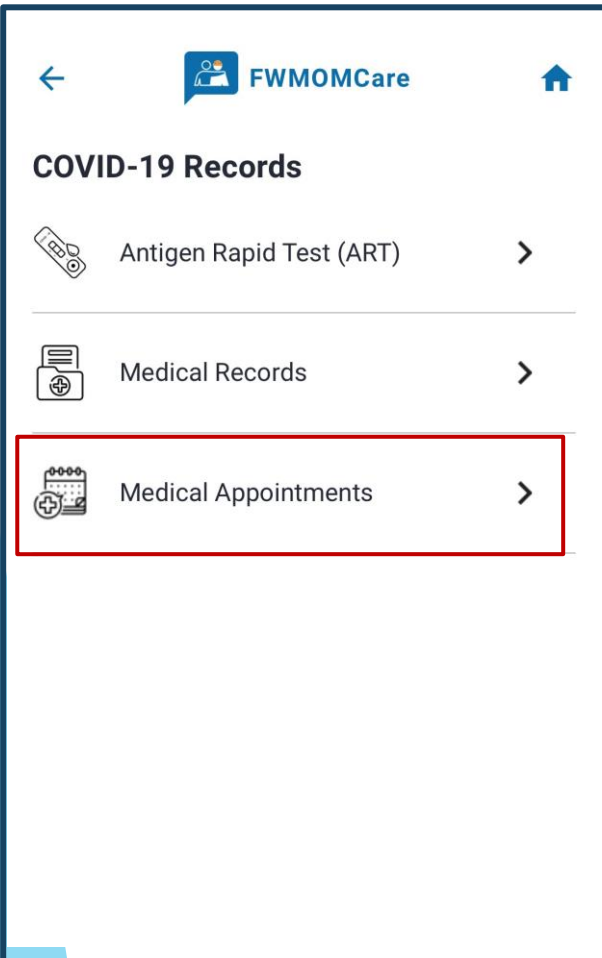 FWMOMCare
COVID-19 Records
Antigen Rapid Test (ART)
Medical Records
Medical Appointments